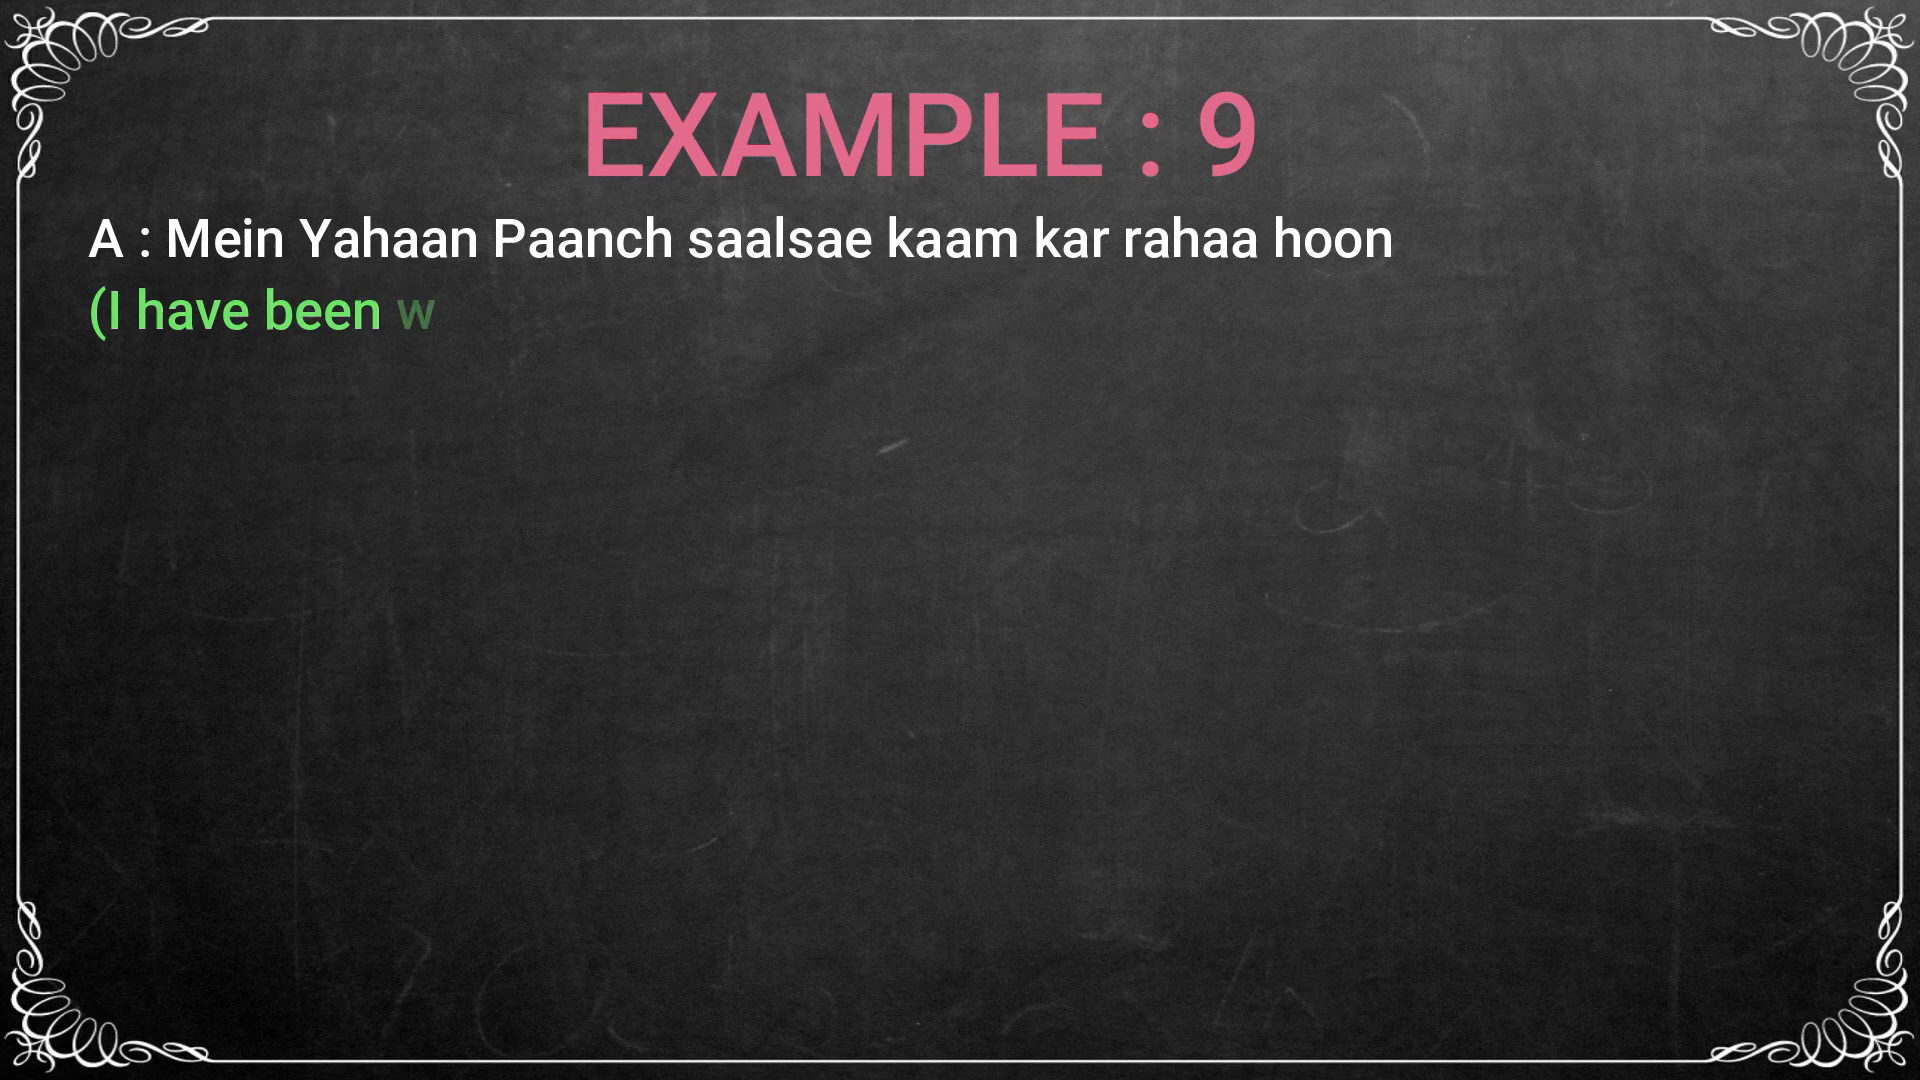 EXAMPLE : 9
A : Mein Yahaan Paanch saalsae kaam kar rahaa hoon
(I have been w